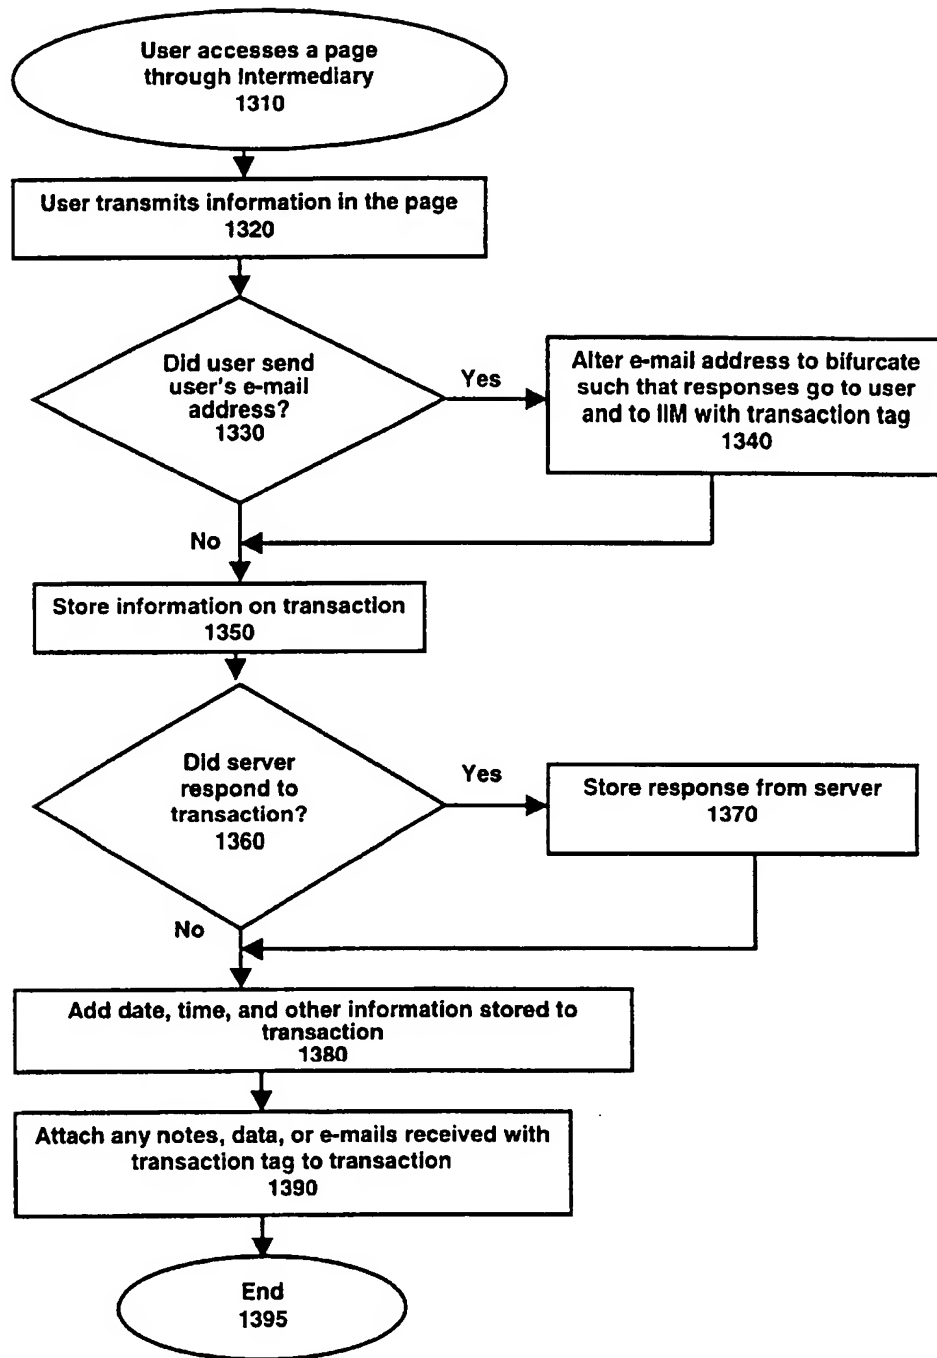 User accesses a page
through Intermediary
1310
User transmits information in the page
1320
Did user send
user's e-mail
address?
1330
Yes
Alter e-mail address to bifurcate
such that responses go to user
and to IIM with transaction tag
1340
No
Store information on transaction
1350
Did server
respond to
transaction?
1360
Yes
Store response from server
1370
No
Add date, time, and other information stored to
transaction
1380
Attach any notes, data, or e-mails received with
transaction tag to transaction
1390
End
1395